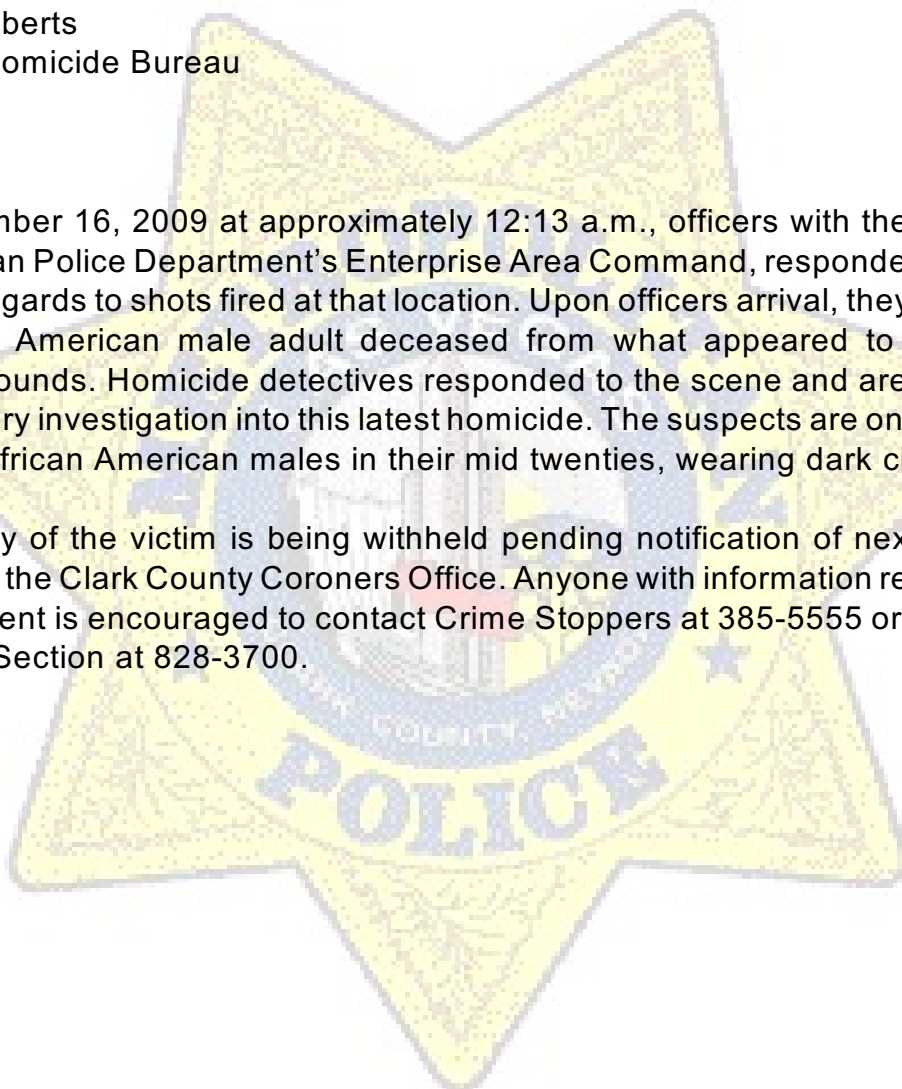 berts
omicide Bureau
mber 16, 2009 at approximately 12:13 a.m., officers with the
an Police Department’s Enterprise Area Command, responde
gards to shots fired at that location. Upon officers arrival, they
American male adult deceased from what appeared to
ounds. Homicide detectives responded to the scene and are
ry investigation into this latest homicide. The suspects are on
frican American males in their mid twenties, wearing dark cl
y of the victim is being withheld pending notification of nex
the Clark County Coroners Office. Anyone with information re
ent is encouraged to contact Crime Stoppers at 385-5555 or
Section at 828-3700.
METROPOLITAN
COUNTY, NEVADA
POLICE